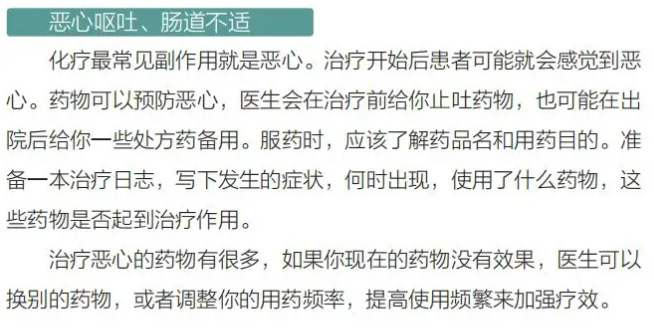 恶心呕吐、肠道不适
化疗最常见副作用就是恶心。治疗开始后患者可能就会感觉到恶
心。药物可以预防恶心，医生会在治疗前给你止吐药物，也可能在出
院后给你一些处方药备用。服药时，应该了解药品名和用药目的。准
备一本治疗日志，写下发生的症状，何时出现，使用了什么药物，这
些药物是否起到治疗作用。
治疗恶心的药物有很多，如果你现在的药物没有效果，医生可以
换别的药物，或者调整你的用药频率，提高使用频繁来加强疗效。